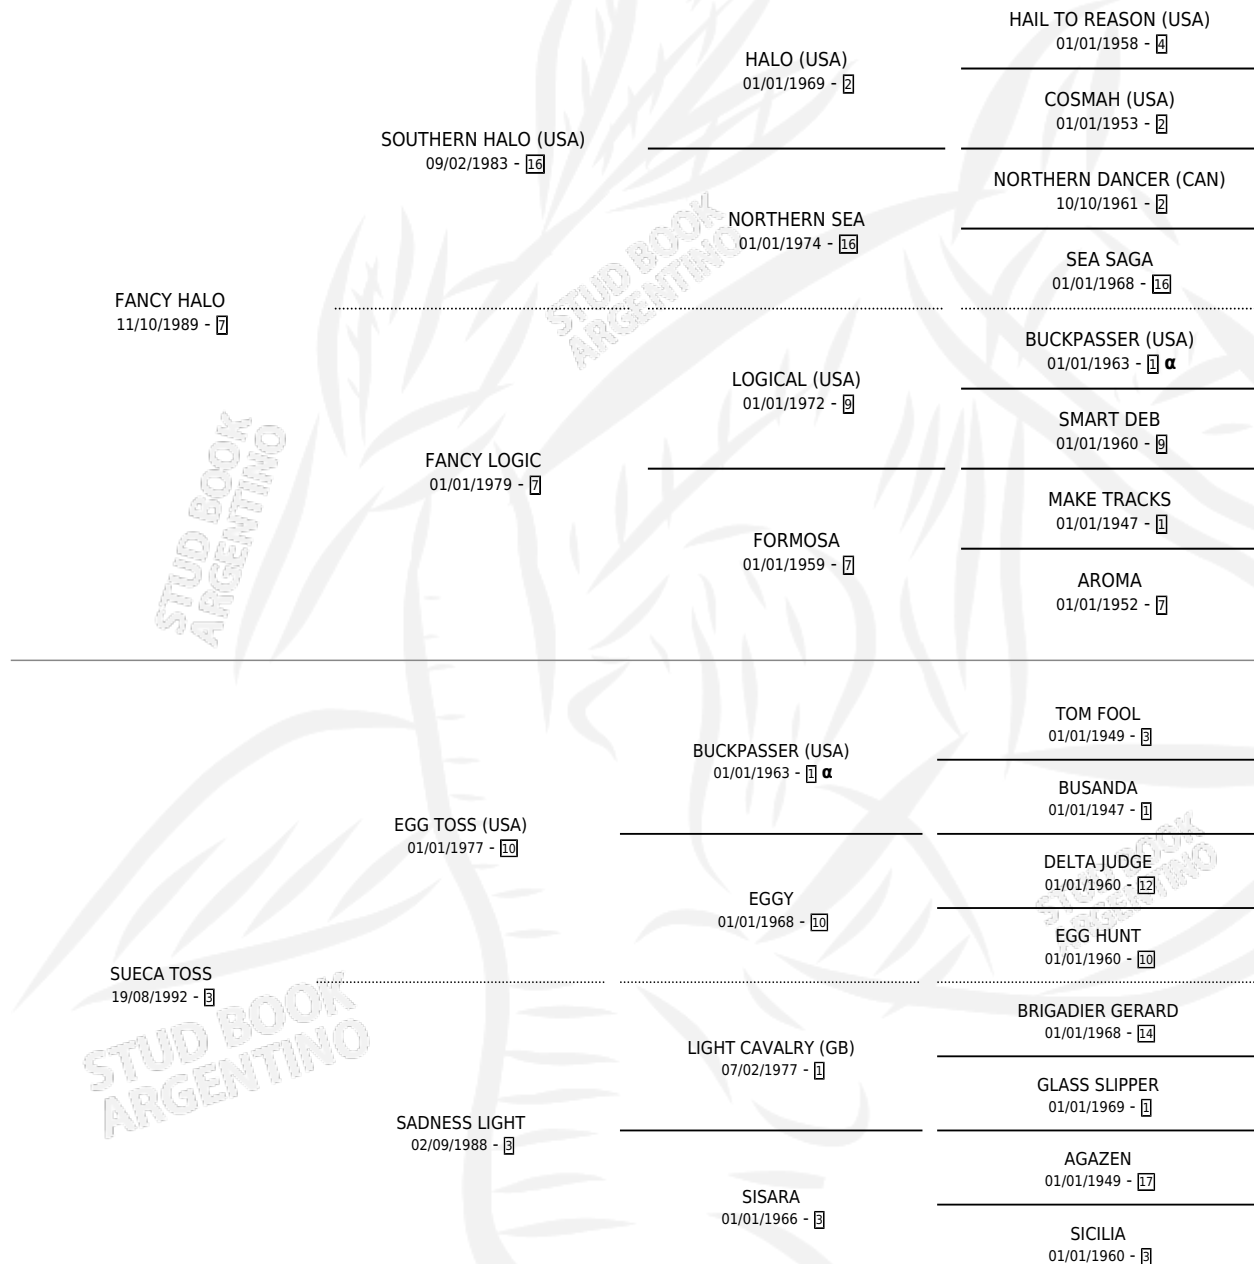 HAIL TO REASON (USA)
01/01/1958 - 4
HALO (USA)
01/01/1969 - 2
COSMAH (USA)
01/01/1953 - 2
SOUTHERN HALO (USA)
09/02/1983 - 16
NORTHERN DANCER (CAN)
10/10/1961 - 2
NORTHERN SEA
01/01/1974 - 16
SEA SAGA
01/01/1968 - 16
STUD BOOK
ARGENTINO
FANCY HALO
11/10/1989 - 7
BUCKPASSER (USA)
01/01/1963 - 1 α
LOGICAL (USA)
01/01/1972 - 9
SMART DEB
01/01/1960 - 9
FANCY LOGIC
01/01/1979 - 7
MAKE TRACKS
01/01/1947 - 1
FORMOSA
01/01/1959 - 7
AROMA
01/01/1952 - 7
STUD BOOK
ARGENTINO
TOM FOOL
01/01/1949 - 3
BUCKPASSER (USA)
01/01/1963 - 1 α
BUSANDA
01/01/1947 - 1
EGG TOSS (USA)
01/01/1977 - 10
DELTA JUDGE
01/01/1960 - 12
STUD BOOK
ARGENTINO
EGGY
01/01/1968 - 10
EGG HUNT
01/01/1960 - 10
SUECA TOSS
19/08/1992 - 3
STUD BOOK
ARGENTINO
BRIGADIER GERARD
01/01/1968 - 14
LIGHT CAVALRY (GB)
07/02/1977 - 1
GLASS SLIPPER
01/01/1969 - 1
SADNESS LIGHT
02/09/1988 - 3
AGAZEN
01/01/1949 - 17
SISARA
01/01/1966 - 3
SICILIA
01/01/1960 - 3